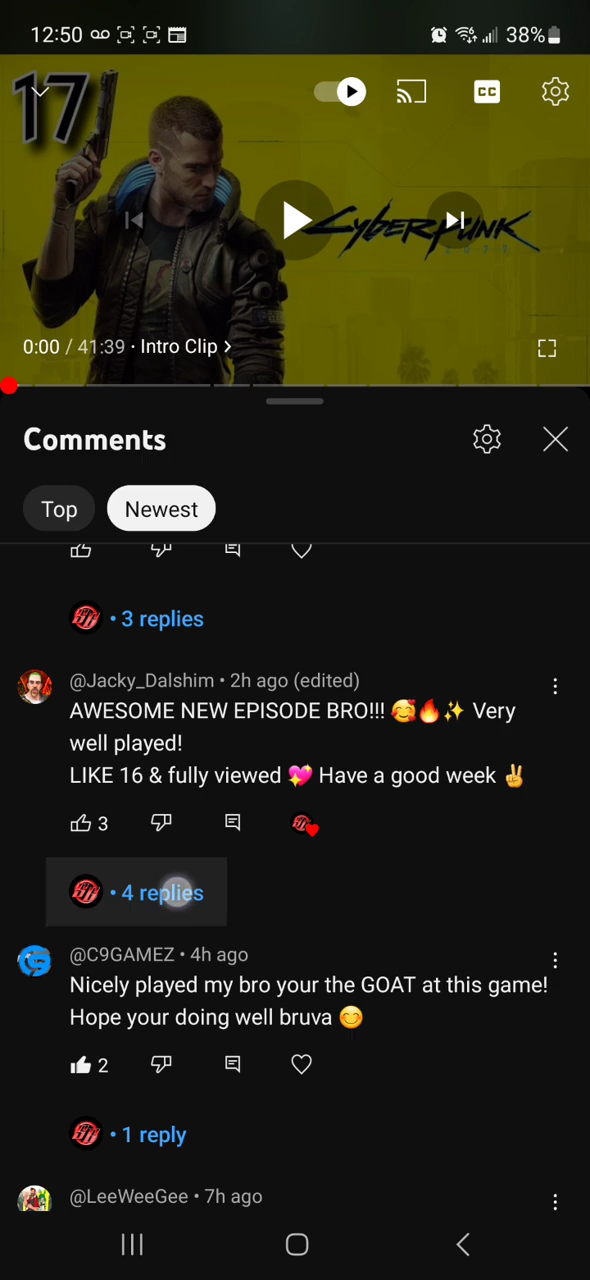 12:50
38%
17
CC
CYBERPUNK
2077
0:00 / 41:39 · Intro Clip >
Comments
Top
Newest
• 3 replies
@Jacky_Dalshim • 2h ago (edited)
AWESOME NEW EPISODE BRO!!! 🥰🔥✨ Very
well played!
LIKE 16 & fully viewed 💖 Have a good week ✌️
3
• 4 replies
@C9GAMEZ • 4h ago
Nicely played my bro your the GOAT at this game!
Hope your doing well bruva 😊
2
• 1 reply
@LeeWeeGee • 7h ago